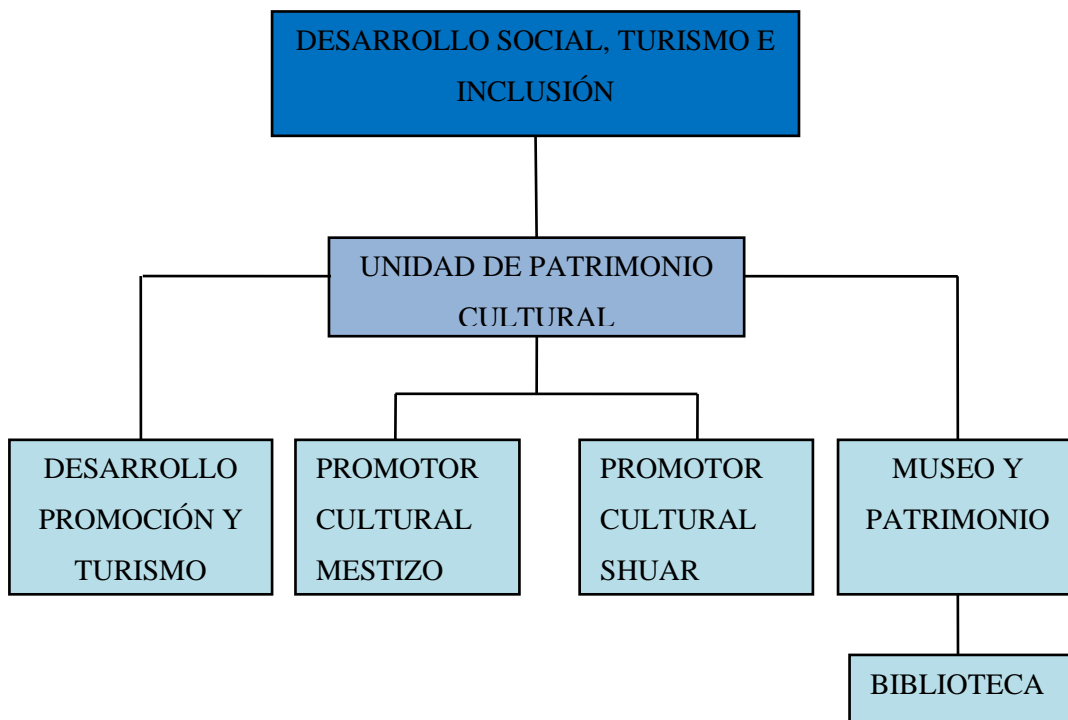 DESARROLLO SOCIAL, TURISMO E
INCLUSIÓN
UNIDAD DE PATRIMONIO
CULTURAL
DESARROLLO
PROMOCIÓN Y
TURISMO
PROMOTOR
CULTURAL
MESTIZO
PROMOTOR
CULTURAL
SHUAR
MUSEO Y
PATRIMONIO
BIBLIOTECA